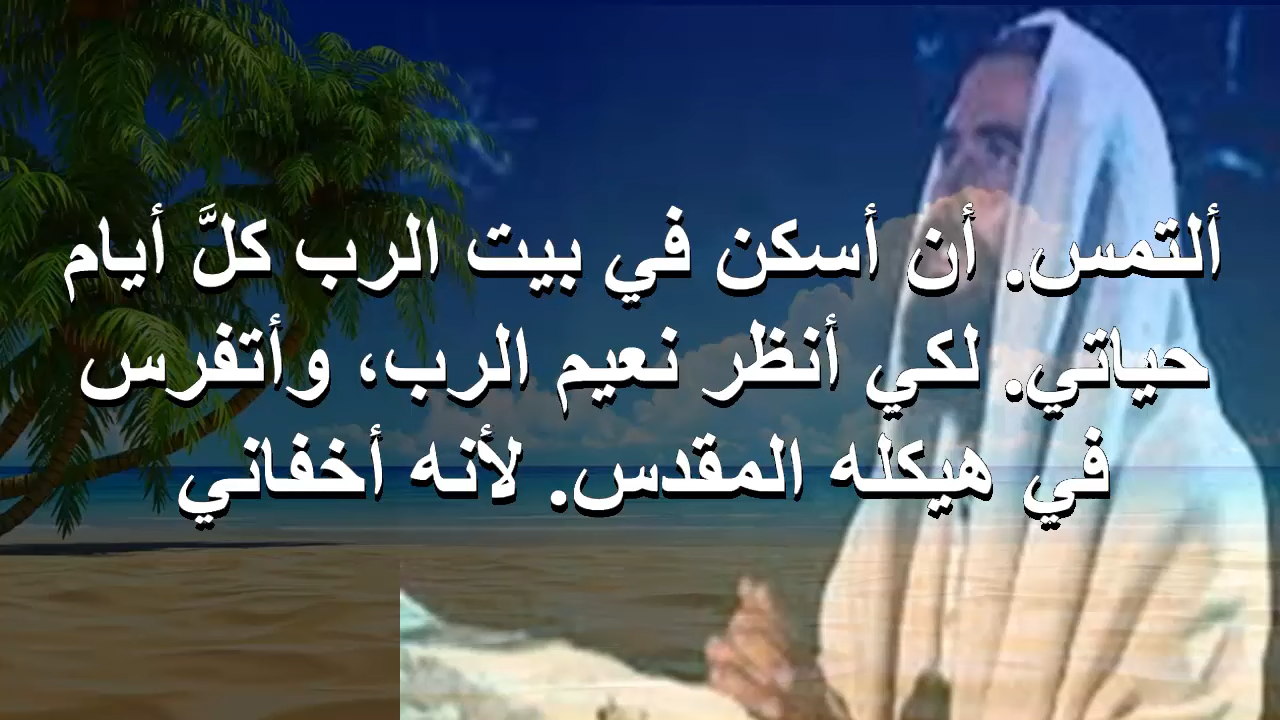 ألتمس. أن أسكن في بيت الرب كلَّ أيام
حياتي. لكي أنظر نعيم الرب، وأتفرس
في هيكله المقدس. لأنه أخفاني